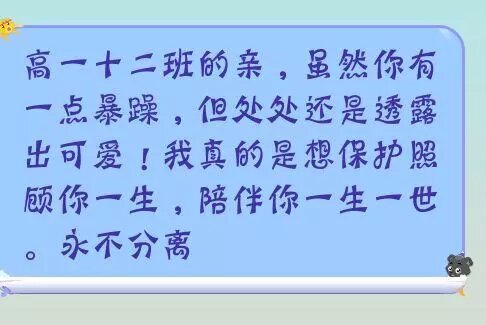 高一十二班的亲，虽然你有
一点暴躁，但处处还是透露
出可爱！我真的是想保护照
顾你一生，陪伴你一生一世
。永不分离